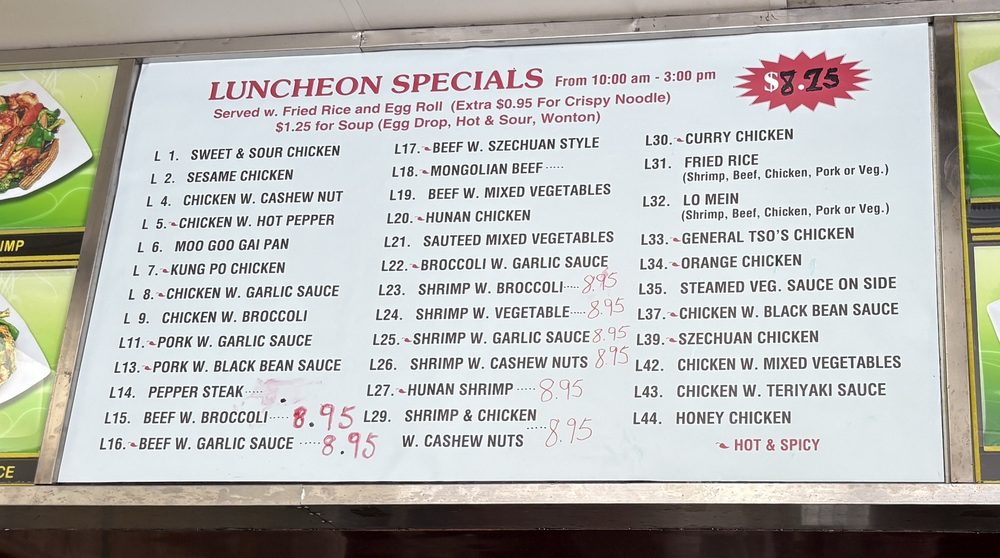 LUNCHEON SPECIALS From 10:00 am - 3:00 pm
$8.25
Served w. Fried Rice and Egg Roll (Extra $0.95 For Crispy Noodle)
$1.25 for Soup (Egg Drop, Hot & Sour, Wonton)
L 1. SWEET & SOUR CHICKEN
L 2. SESAME CHICKEN
L 4. CHICKEN W. CASHEW NUT
L 5. CHICKEN W. HOT PEPPER
L 6. MOO GOO GAI PAN
L 7. KUNG PO CHICKEN
L 8. CHICKEN W. GARLIC SAUCE
L 9. CHICKEN W. BROCCOLI
L11. PORK W. GARLIC SAUCE
L13. PORK W. BLACK BEAN SAUCE
L14. PEPPER STEAK.....
L15. BEEF W. BROCCOLI..... 8.95
L16. BEEF W. GARLIC SAUCE ..... 8.95
L17. BEEF W. SZECHUAN STYLE
L18. MONGOLIAN BEEF.....
L19. BEEF W. MIXED VEGETABLES
L20. HUNAN CHICKEN
L21. SAUTEED MIXED VEGETABLES
L22. BROCCOLI W. GARLIC SAUCE
L23. SHRIMP W. BROCCOLI..... 8.95
L24. SHRIMP W. VEGETABLE..... 8.95
L25. SHRIMP W. GARLIC SAUCE 8.95
L26. SHRIMP W. CASHEW NUTS 8.95
L27. HUNAN SHRIMP ..... 8.95
L29. SHRIMP & CHICKEN
W. CASHEW NUTS ..... 8.95
L30. CURRY CHICKEN
L31. FRIED RICE
(Shrimp, Beef, Chicken, Pork or Veg.)
L32. LO MEIN
(Shrimp, Beef, Chicken, Pork or Veg.)
L33. GENERAL TSO'S CHICKEN
L34. ORANGE CHICKEN
L35. STEAMED VEG. SAUCE ON SIDE
L37. CHICKEN W. BLACK BEAN SAUCE
L39. SZECHUAN CHICKEN
L42. CHICKEN W. MIXED VEGETABLES
L43. CHICKEN W. TERIYAKI SAUCE
L44. HONEY CHICKEN
HOT & SPICY
IMP
CE